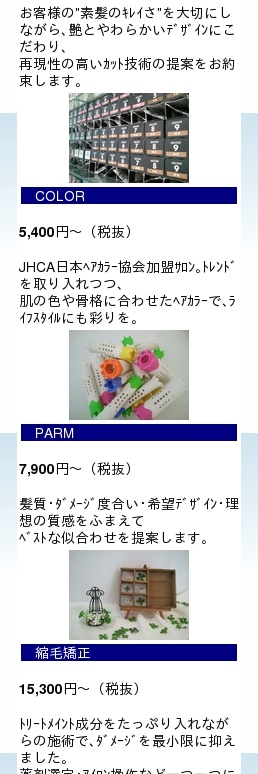 お客様の"素髪のｷﾚｲさ"を大切にし
ながら､艶とやわらかいﾃﾞｻﾞｲﾝにこ
だわり、
再現性の高いｶｯﾄ技術の提案をお約
束します。
COLOR
5,400円～（税抜）
JHCA日本ﾍｱｶﾗｰ協会加盟ｻﾛﾝ｡ﾄﾚﾝﾄﾞ
を取り入れつつ、
肌の色や骨格に合わせたﾍｱｶﾗｰで､ﾗ
ｲﾌｽﾀｲﾙにも彩りを。
PARM
7,900円～（税抜）
髪質･ﾀﾞﾒｰｼﾞ度合い･希望ﾃﾞｻﾞｲﾝ･理
想の質感をふまえて
ﾍﾞｽﾄな似合わせを提案します。
縮毛矯正
15,300円～（税抜）
ﾄﾘｰﾄﾒﾝﾄ成分をたっぷり入れなが
らの施術で､ﾀﾞﾒｰｼﾞを最小限に抑え
ました。
薬剤選定･ｱｲﾛﾝ操作など一つ一つに